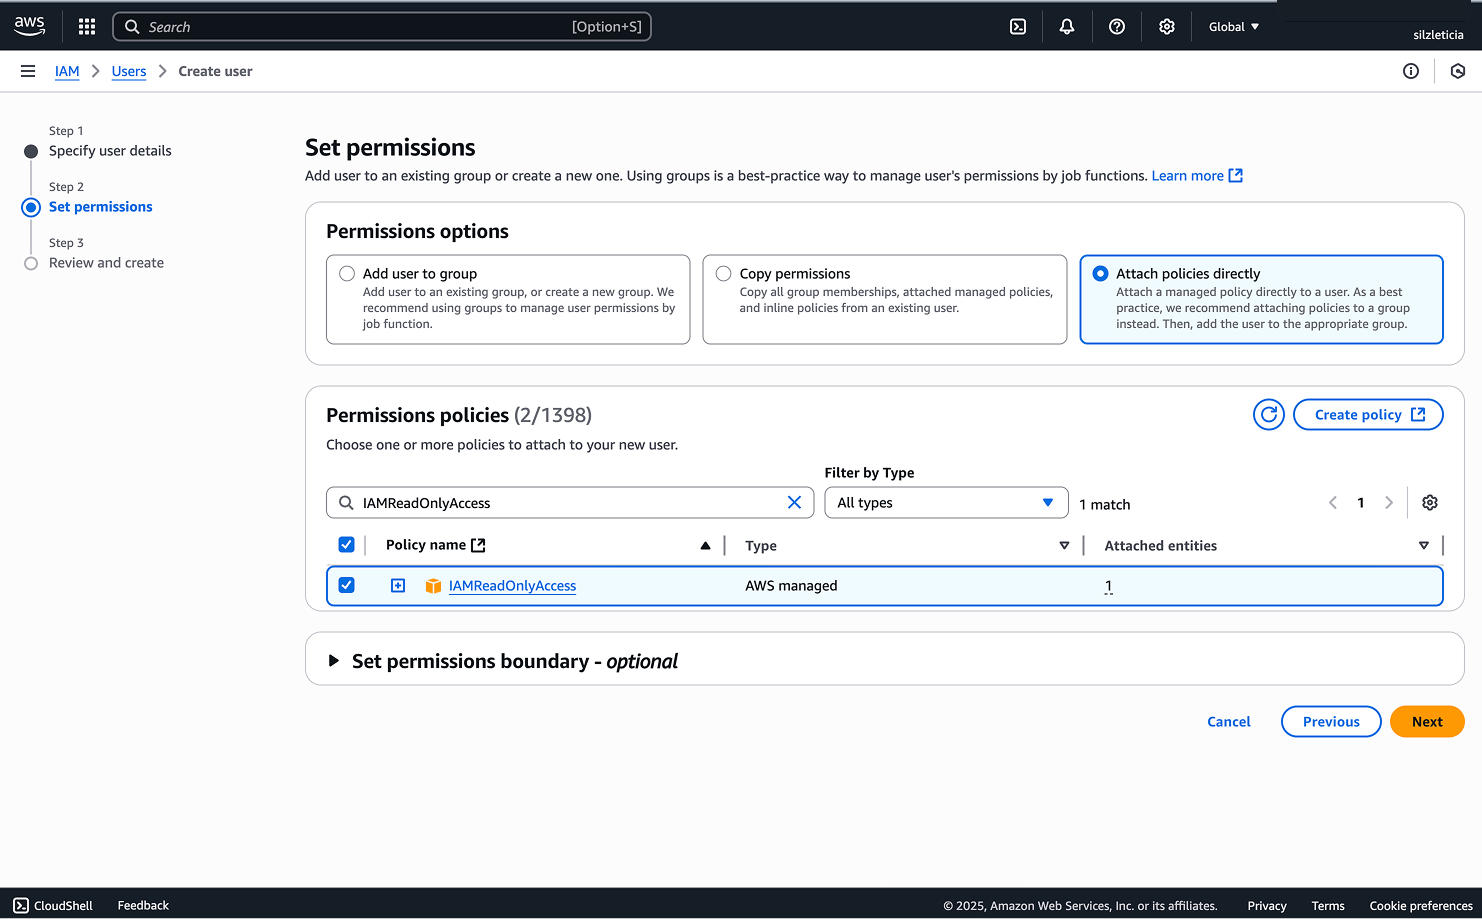 aws
Search [Option+S]
Global
silzleticia
IAM Users Create user
Step 1
Specify user details
Step 2
Set permissions
Step 3
Review and create
Set permissions
Add user to an existing group or create a new one. Using groups is a best-practice way to manage user's permissions by job functions. Learn more
Permissions options
Add user to group
Add user to an existing group, or create a new group. We
recommend using groups to manage user permissions by
job function.
Copy permissions
Copy all group memberships, attached managed policies,
and inline policies from an existing user.
Attach policies directly
Attach a managed policy directly to a user. As a best
practice, we recommend attaching policies to a group
instead. Then, add the user to the appropriate group.
Permissions policies (2/1398)
Create policy
Choose one or more policies to attach to your new user.
Filter by Type
IAMReadOnlyAccess
All types
1 match
1
Policy name Type Attached entities
IAMReadOnlyAccess AWS managed 1
Set permissions boundary - optional
Cancel Previous Next
CloudShell Feedback © 2025, Amazon Web Services, Inc. or its affiliates. Privacy Terms Cookie preferences